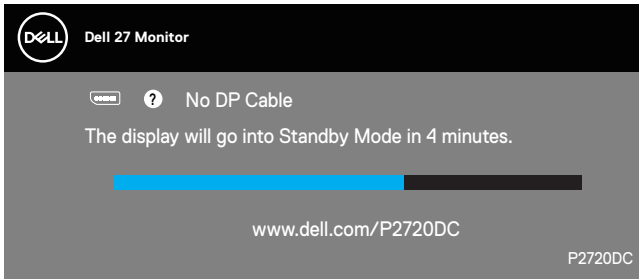 DELL
Dell 27 Monitor
? No DP Cable
The display will go into Standby Mode in 4 minutes.
www.dell.com/P2720DC
P2720DC